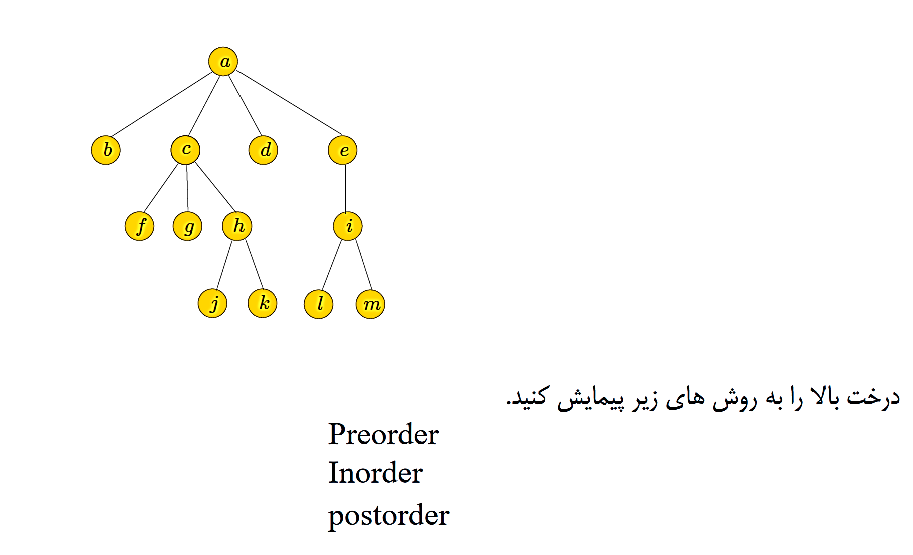 a
b c d e
f g h i
j k l m
درخت بالا را به روش های زیر پیمایش کنید.
Preorder
Inorder
postorder